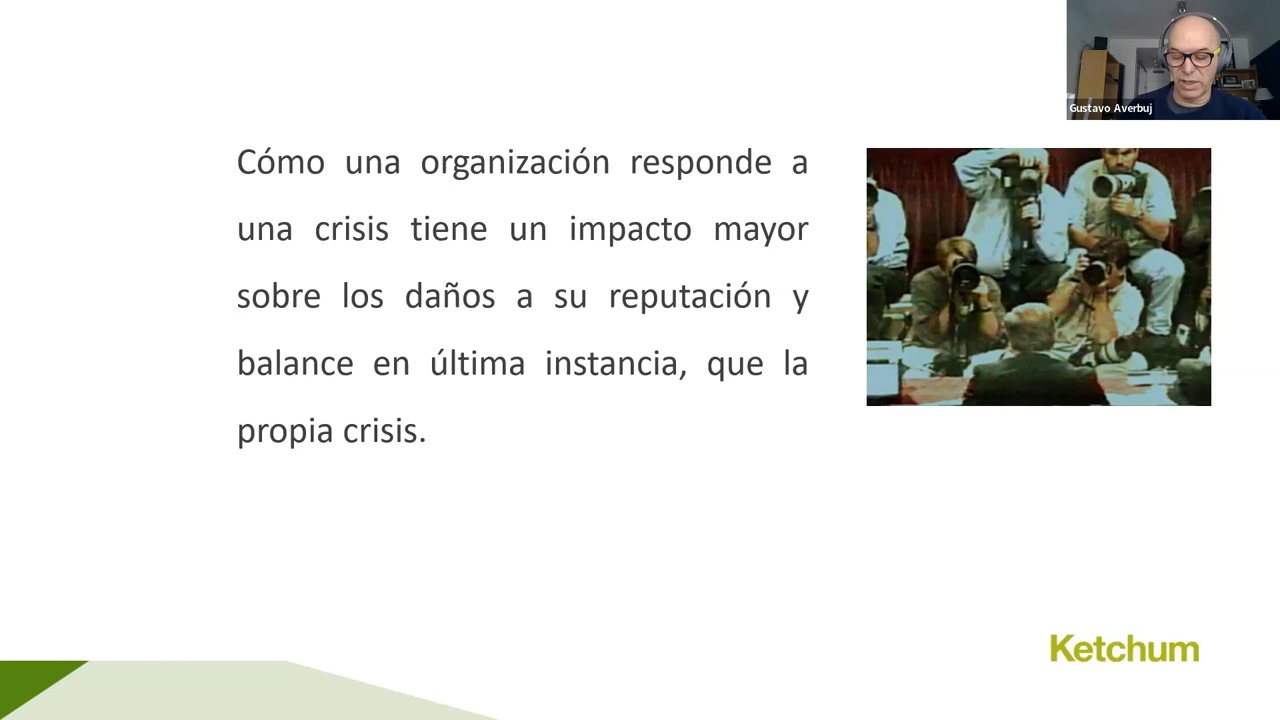 Gustavo Averbuj
Cómo una organización responde a
una crisis tiene un impacto mayor
sobre los daños a su reputación y
balance en última instancia, que la
propia crisis.
Ketchum